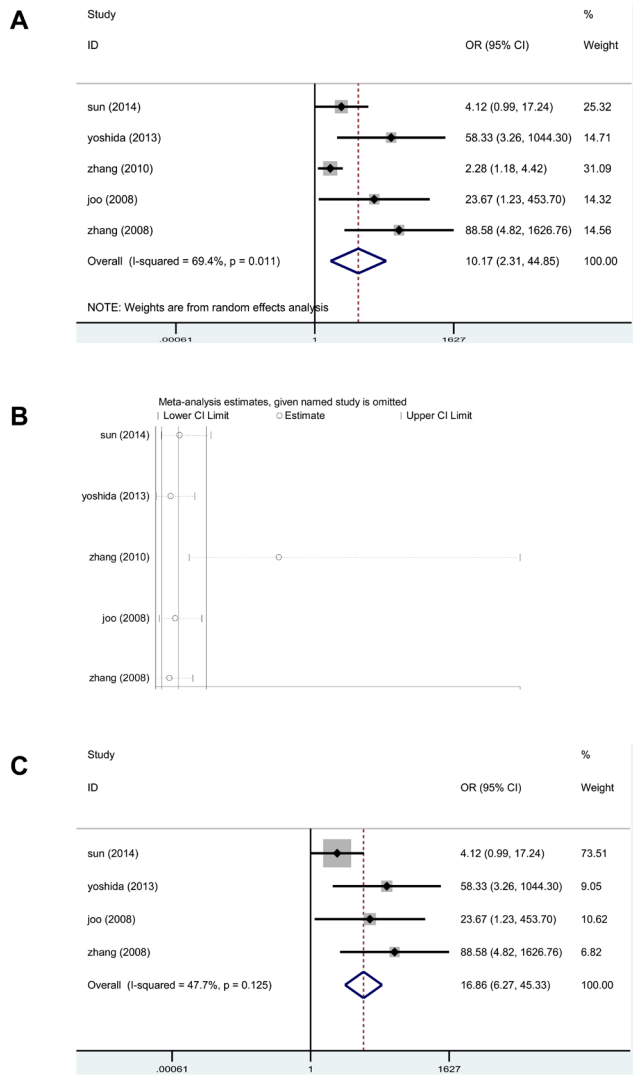 A
Study %
ID OR (95% CI) Weight
sun (2014) 4.12 (0.99, 17.24) 25.32
yoshida (2013) 58.33 (3.26, 1044.30) 14.71
zhang (2010) 2.28 (1.18, 4.42) 31.09
joo (2008) 23.67 (1.23, 453.70) 14.32
zhang (2008) 88.58 (4.82, 1626.76) 14.56
Overall (I-squared = 69.4%, p = 0.011) 10.17 (2.31, 44.85) 100.00
NOTE: Weights are from random effects analysis
.00061 1 1627
B
Meta-analysis estimates, given named study is omitted
Lower CI Limit Estimate Upper CI Limit
sun (2014)
yoshida (2013)
zhang (2010)
joo (2008)
zhang (2008)
C
Study %
ID OR (95% CI) Weight
sun (2014) 4.12 (0.99, 17.24) 73.51
yoshida (2013) 58.33 (3.26, 1044.30) 9.05
joo (2008) 23.67 (1.23, 453.70) 10.62
zhang (2008) 88.58 (4.82, 1626.76) 6.82
Overall (I-squared = 47.7%, p = 0.125) 16.86 (6.27, 45.33) 100.00
.00061 1 1627